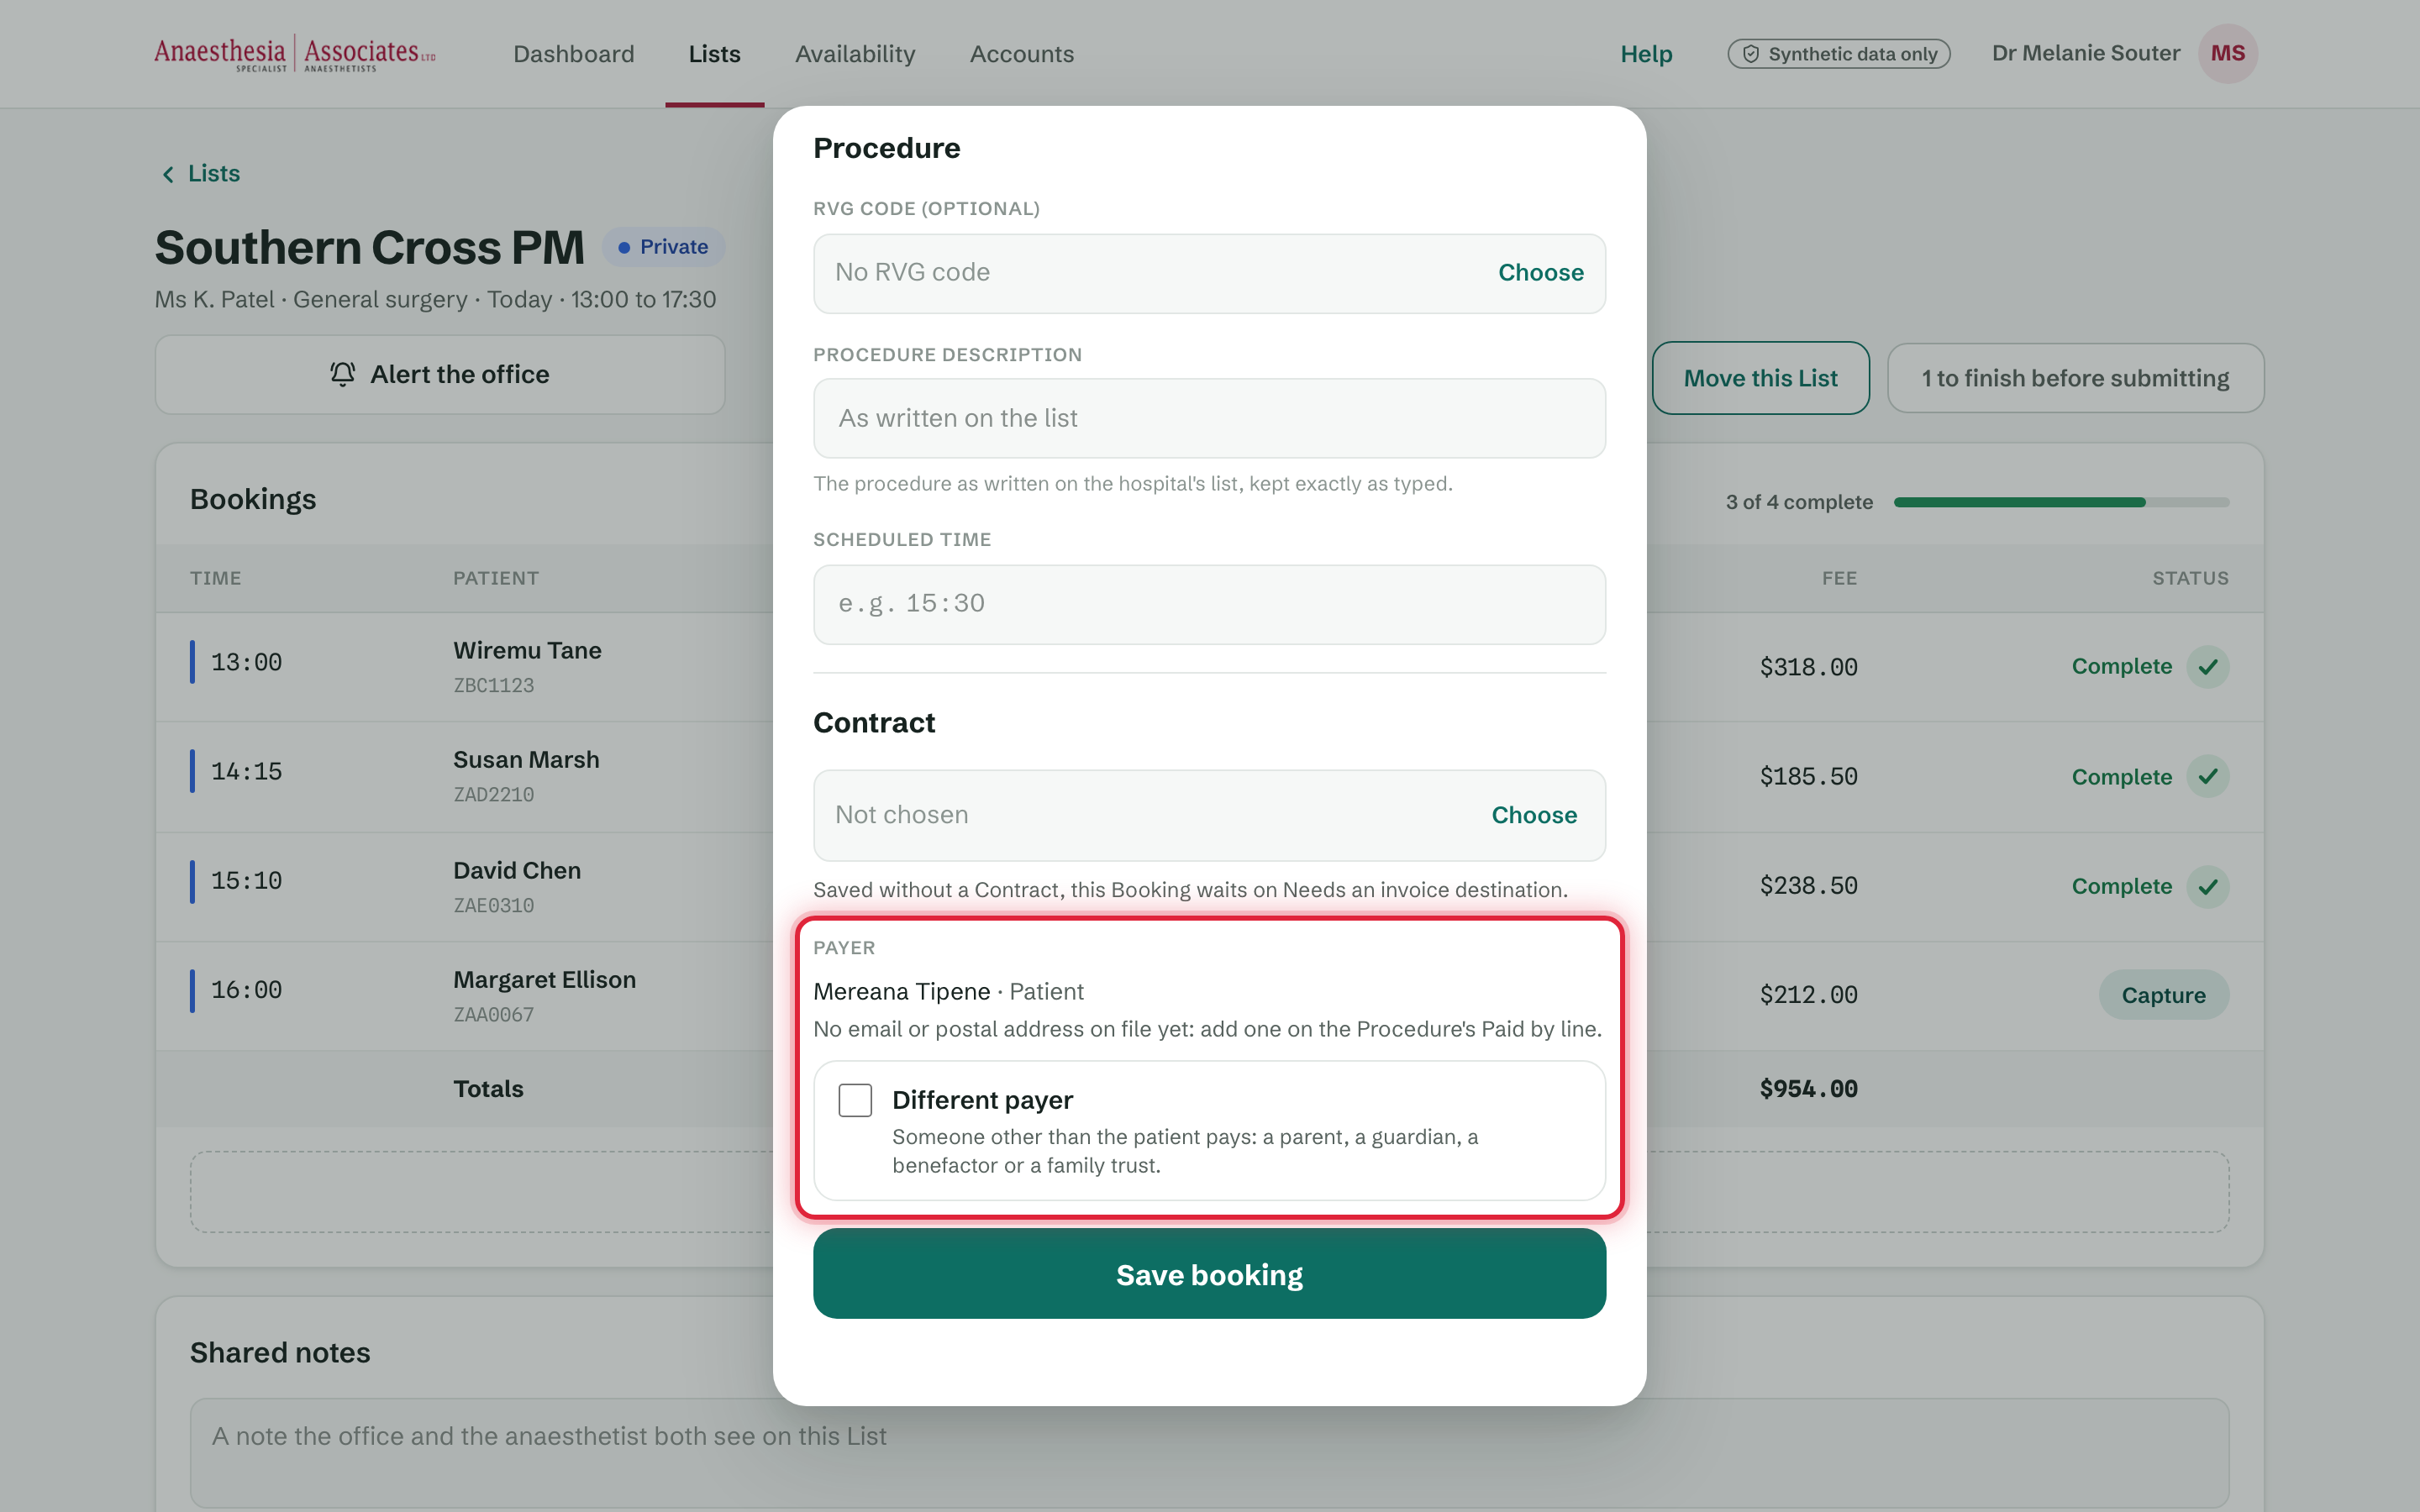 Anaesthesia | Associates LTD
SPECIALIST ANAESTHETISTS
Dashboard
Lists
Availability
Accounts
Help
Synthetic data only
Dr Melanie Souter
MS
Lists
Southern Cross PM
Private
Ms K. Patel · General surgery · Today · 13:00 to 17:30
Alert the office
Move this List
1 to finish before submitting
Bookings
3 of 4 complete
TIME
PATIENT
FEE
STATUS
13:00
Wiremu Tane
ZBC1123
$318.00
Complete
14:15
Susan Marsh
ZAD2210
$185.50
Complete
15:10
David Chen
ZAE0310
$238.50
Complete
16:00
Margaret Ellison
ZAA0067
$212.00
Capture
Totals
$954.00
Shared notes
A note the office and the anaesthetist both see on this List
Procedure
RVG CODE (OPTIONAL)
No RVG code
Choose
PROCEDURE DESCRIPTION
As written on the list
The procedure as written on the hospital's list, kept exactly as typed.
SCHEDULED TIME
e.g. 15:30
Contract
Not chosen
Choose
Saved without a Contract, this Booking waits on Needs an invoice destination.
PAYER
Mereana Tipene · Patient
No email or postal address on file yet: add one on the Procedure's Paid by line.
Different payer
Someone other than the patient pays: a parent, a guardian, a
benefactor or a family trust.
Save booking